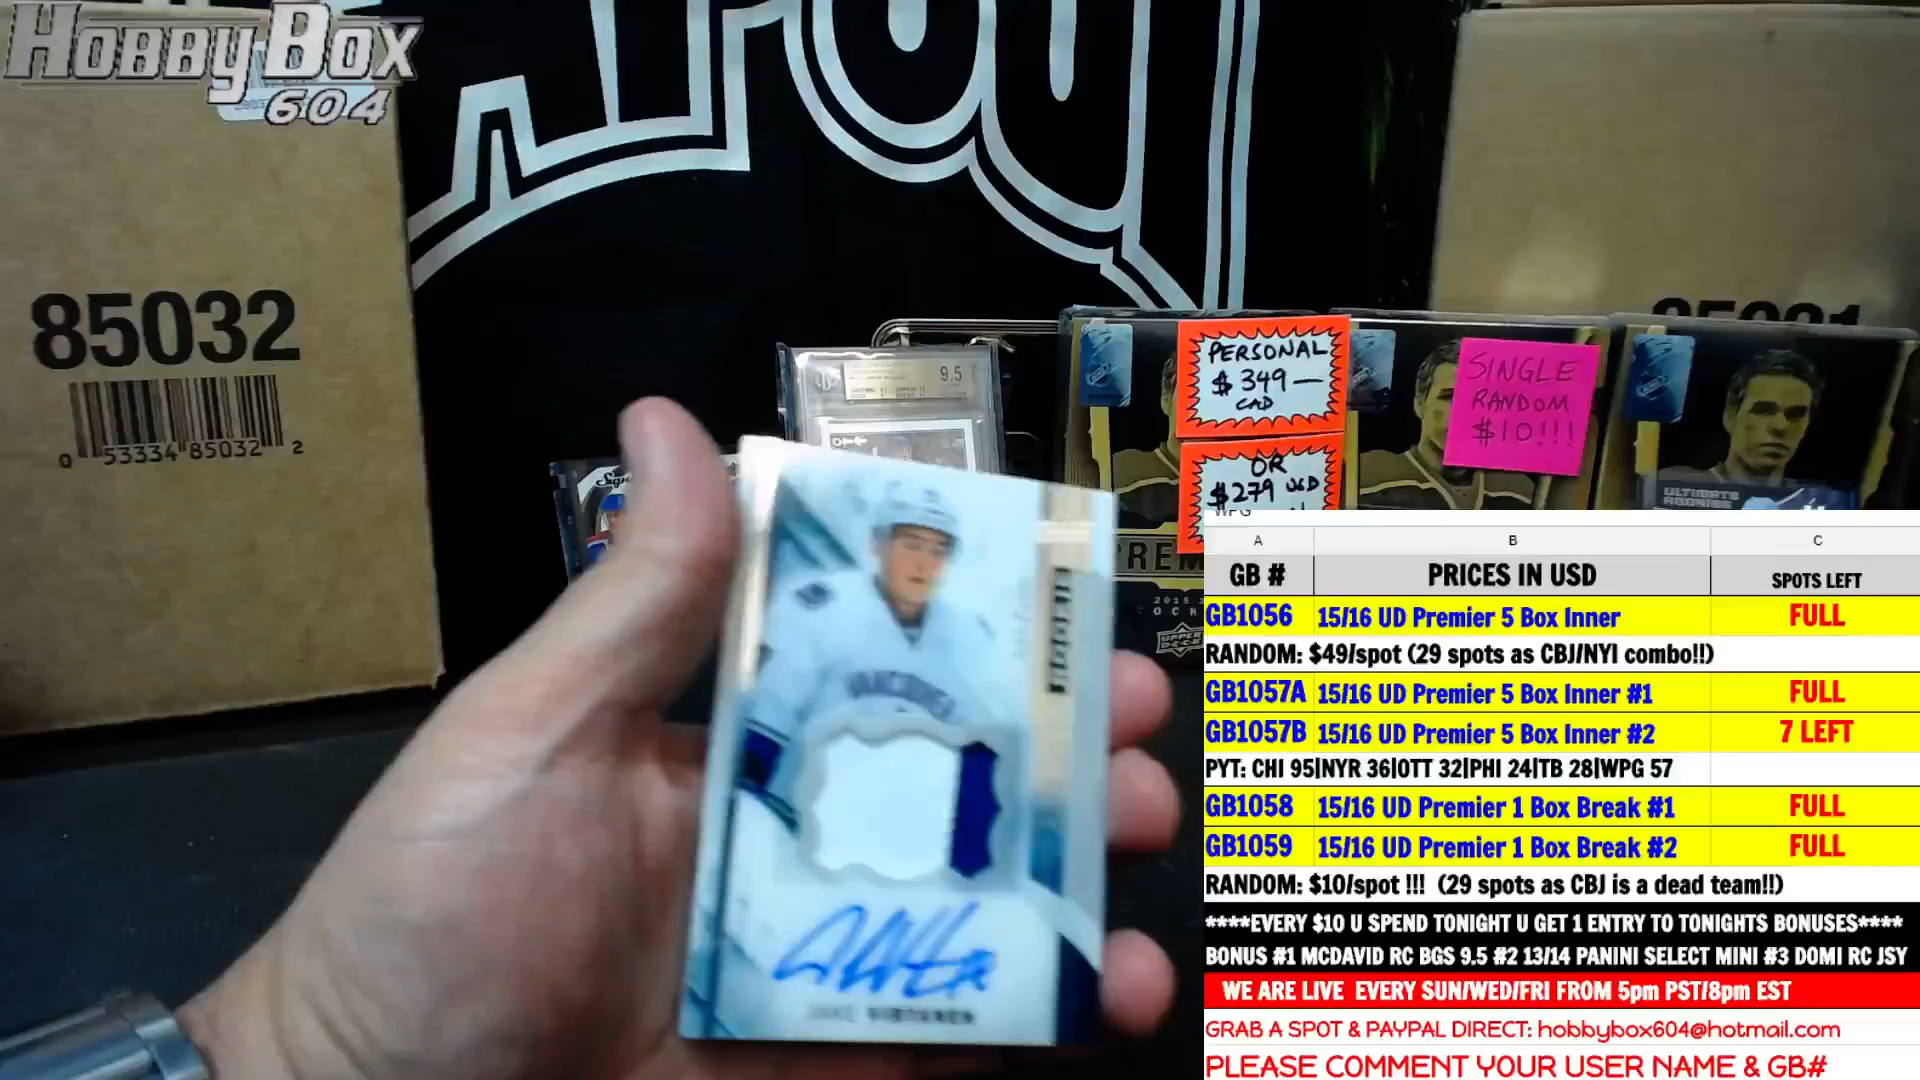 HobbyBox
604
85032
0 53334 85032 2
9.5
PERSONAL
$349—
CAD
OR
$279 USD
SINGLE
RANDOM
$10!!!
ULTIMATE
UPPER DECK
VANCOUVER
JAKE VIRTANEN
WPG
A B C
GB # PRICES IN USD SPOTS LEFT
GB1056 15/16 UD Premier 5 Box Inner FULL
RANDOM: $49/spot (29 spots as CBJ/NYI combo!!)
GB1057A 15/16 UD Premier 5 Box Inner #1 FULL
GB1057B 15/16 UD Premier 5 Box Inner #2 7 LEFT
PYT: CHI 95|NYR 36|OTT 32|PHI 24|TB 28|WPG 57
GB1058 15/16 UD Premier 1 Box Break #1 FULL
GB1059 15/16 UD Premier 1 Box Break #2 FULL
RANDOM: $10/spot !!! (29 spots as CBJ is a dead team!!)
****EVERY $10 U SPEND TONIGHT U GET 1 ENTRY TO TONIGHTS BONUSES****
BONUS #1 MCDAVID RC BGS 9.5 #2 13/14 PANINI SELECT MINI #3 DOMI RC JSY
WE ARE LIVE EVERY SUN/WED/FRI FROM 5pm PST/8pm EST
GRAB A SPOT & PAYPAL DIRECT: hobbybox604@hotmail.com
PLEASE COMMENT YOUR USER NAME & GB#